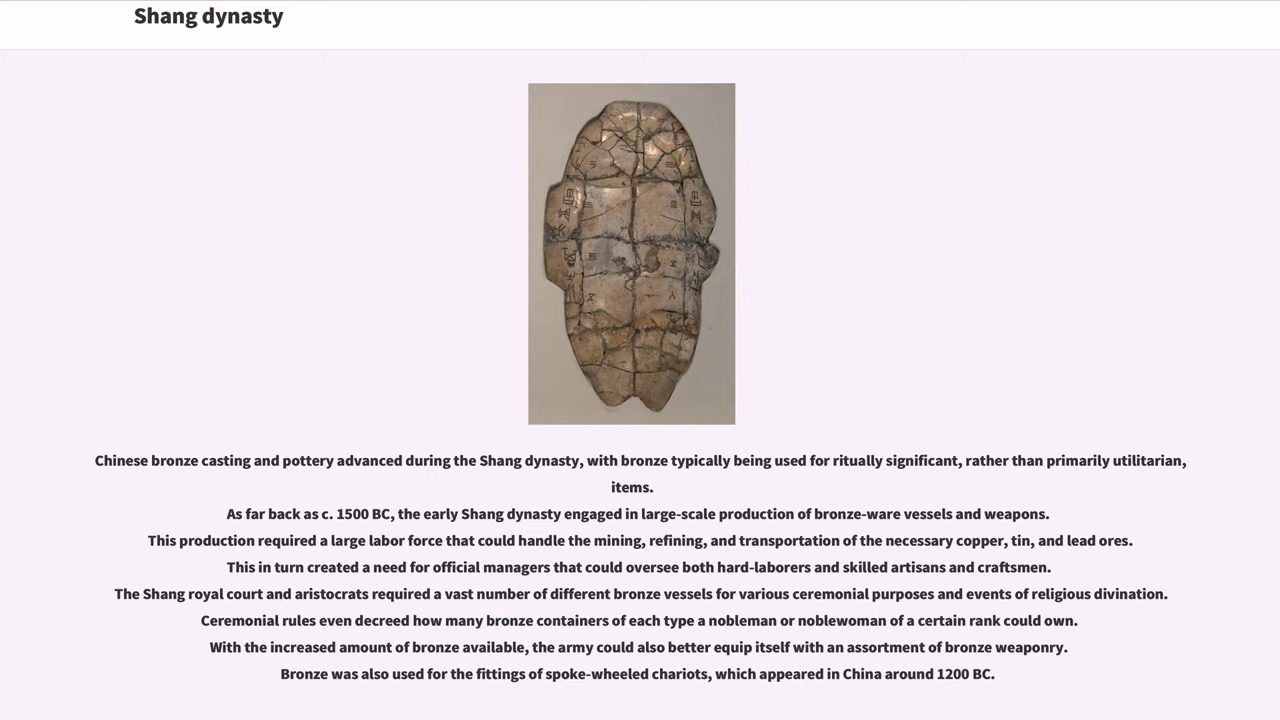 Shang dynasty
Chinese bronze casting and pottery advanced during the Shang dynasty, with bronze typically being used for ritually significant, rather than primarily utilitarian,
items.
As far back as c. 1500 BC, the early Shang dynasty engaged in large-scale production of bronze-ware vessels and weapons.
This production required a large labor force that could handle the mining, refining, and transportation of the necessary copper, tin, and lead ores.
This in turn created a need for official managers that could oversee both hard-laborers and skilled artisans and craftsmen.
The Shang royal court and aristocrats required a vast number of different bronze vessels for various ceremonial purposes and events of religious divination.
Ceremonial rules even decreed how many bronze containers of each type a nobleman or noblewoman of a certain rank could own.
With the increased amount of bronze available, the army could also better equip itself with an assortment of bronze weaponry.
Bronze was also used for the fittings of spoke-wheeled chariots, which appeared in China around 1200 BC.